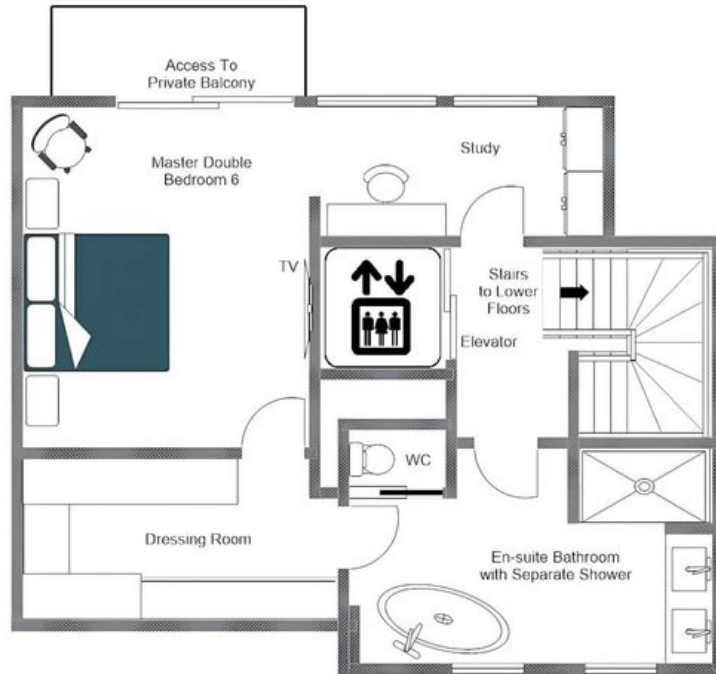 Access To
Private Balcony
Master Double
Bedroom 6
Study
TV
Stairs
to Lower
Floors
Elevator
WC
Dressing Room
En-suite Bathroom
with Separate Shower